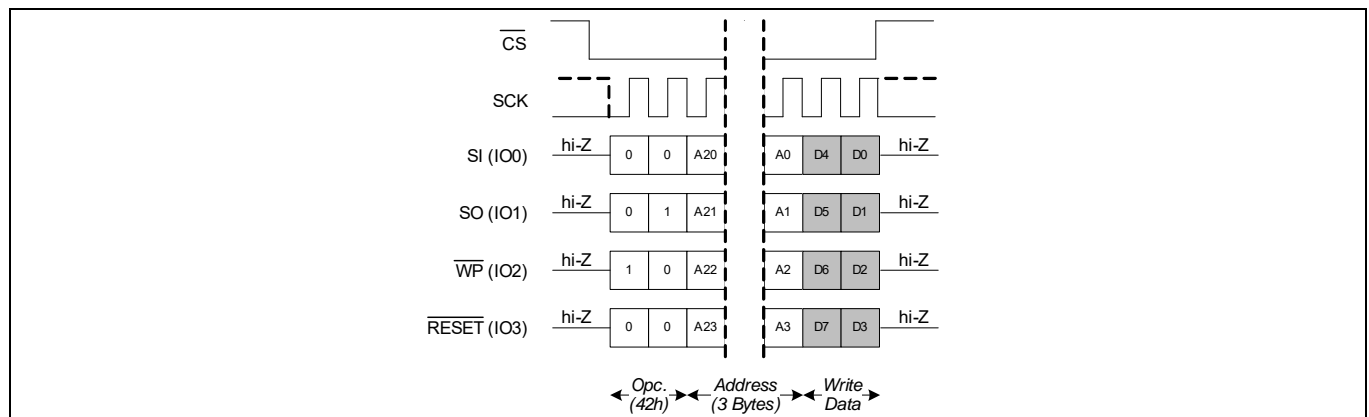 CS
SCK
SI (IO0) hi-Z 0 0 A20 A0 D4 D0 hi-Z
SO (IO1) hi-Z 0 1 A21 A1 D5 D1 hi-Z
WP (IO2) hi-Z 1 0 A22 A2 D6 D2 hi-Z
RESET (IO3) hi-Z 0 0 A23 A3 D7 D3 hi-Z
Opc. Address Write
(42h) (3 Bytes) Data